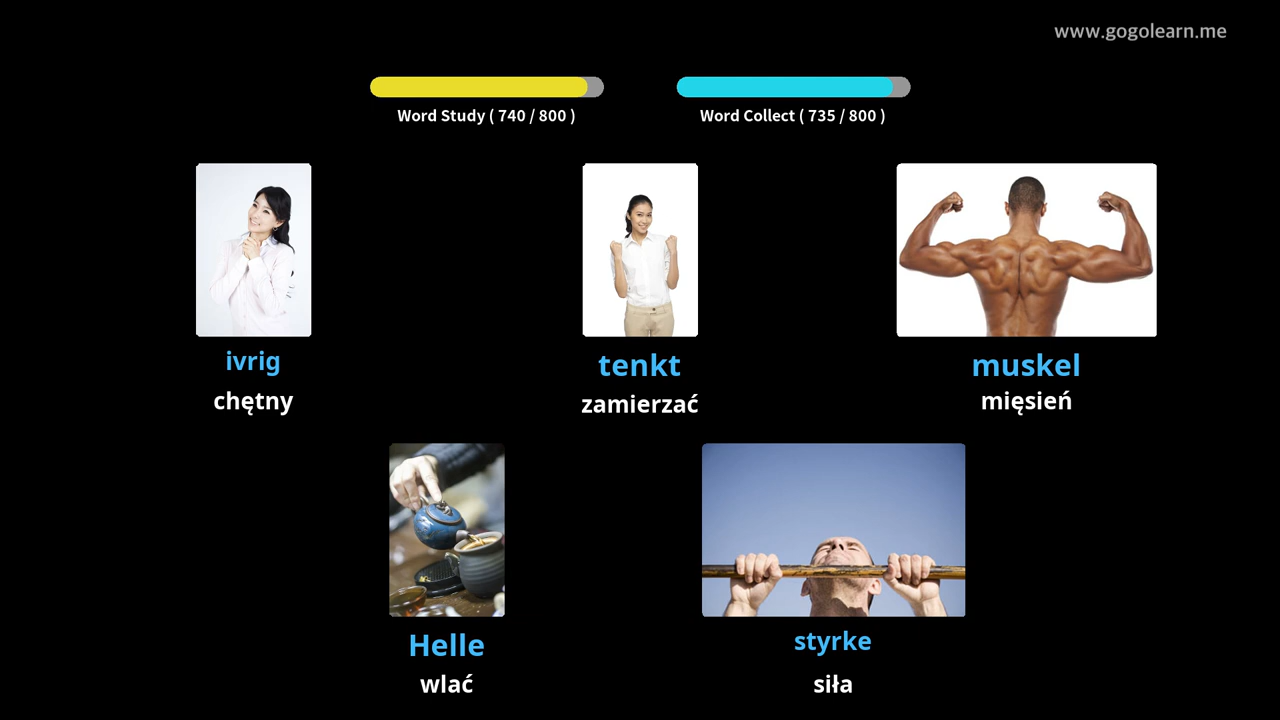 www.gogolearn.me
Word Study ( 740 / 800 )
Word Collect ( 735 / 800 )
ivrig
chętny
tenkt
zamierzać
muskel
mięsień
Helle
wlać
styrke
siła